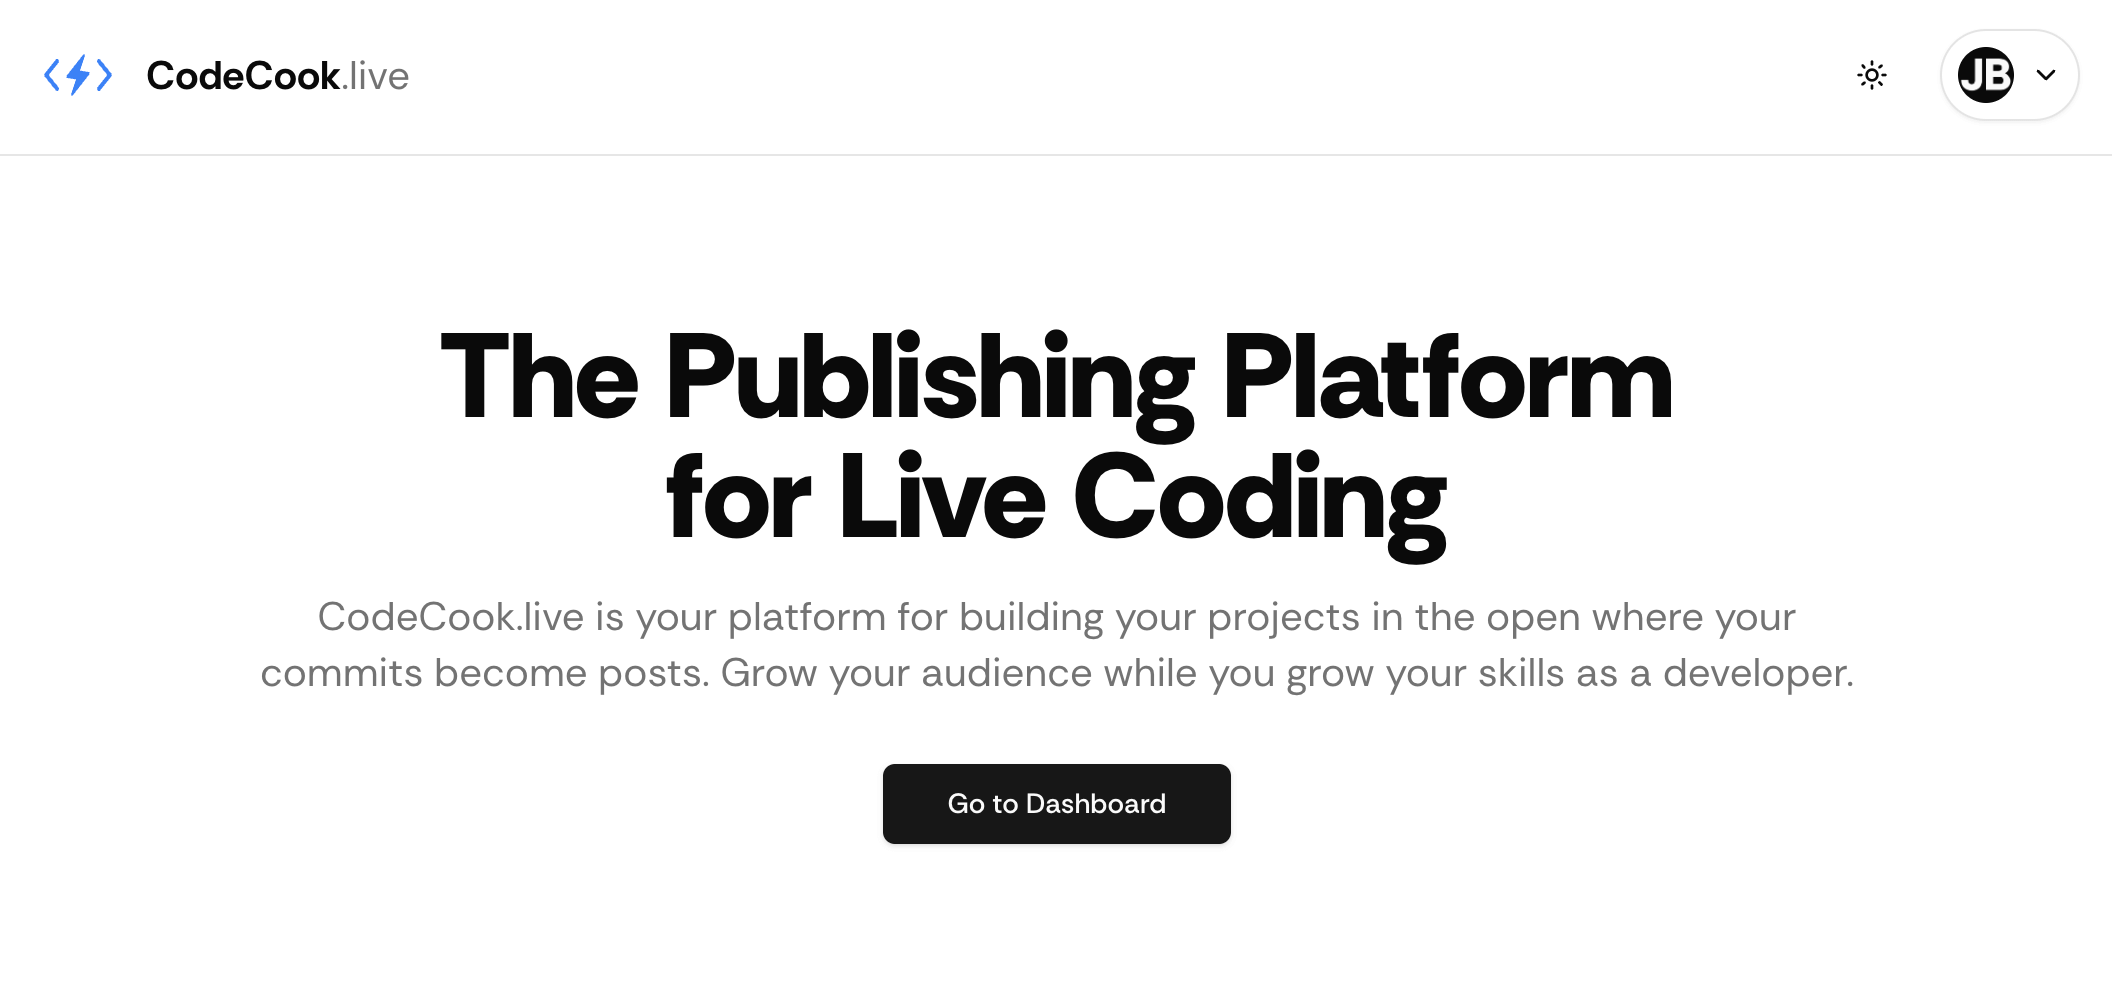 CodeCook.live
JB
The Publishing Platform
for Live Coding
CodeCook.live is your platform for building your projects in the open where your
commits become posts. Grow your audience while you grow your skills as a developer.
Go to Dashboard